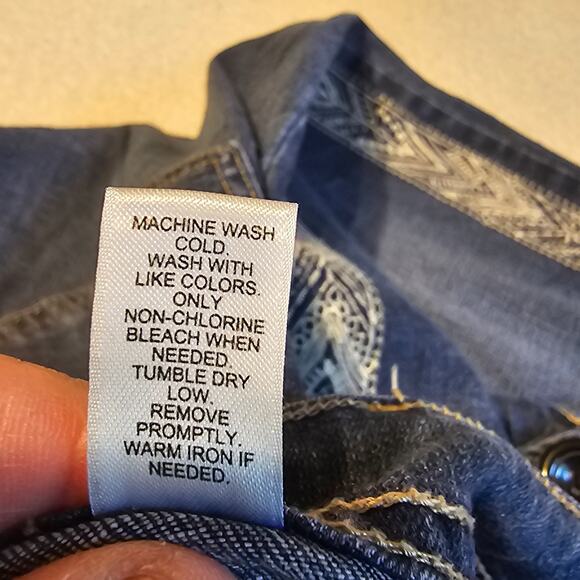 MACHINE WASH
COLD.
WASH WITH
LIKE COLORS.
ONLY
NON-CHLORINE
BLEACH WHEN
NEEDED.
TUMBLE DRY
LOW.
REMOVE
PROMPTLY.
WARM IRON IF
NEEDED.